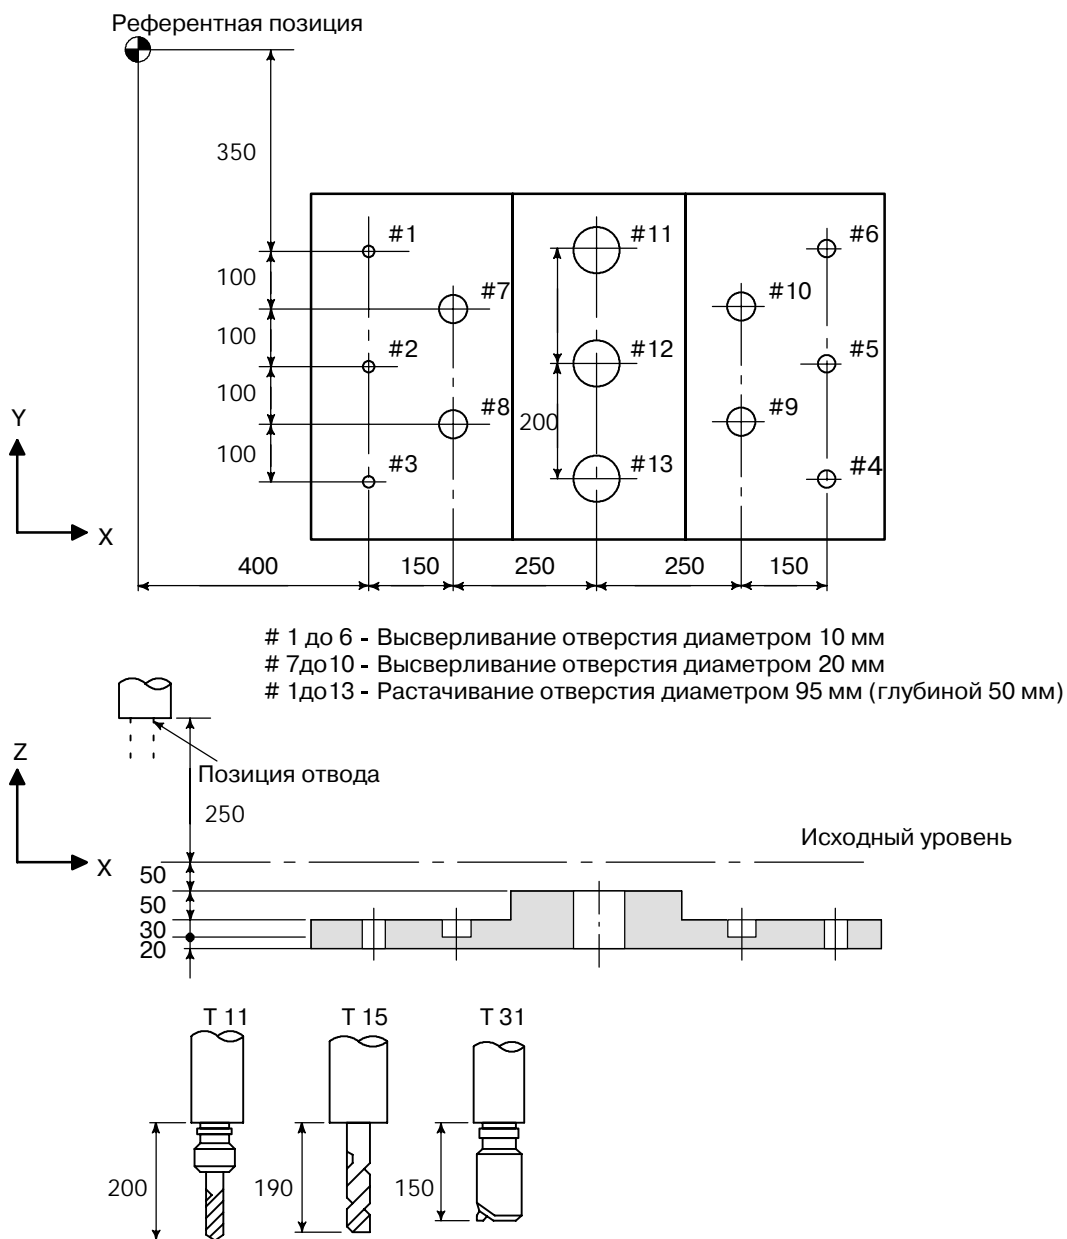 Референтная позиция
350
#1
#11
#6
100
#7
#10
100
#2
#12
#5
100
#8
200
#9
Y
100
#3
#13
#4
X
400
150
250
250
150
# 1 до 6 - Высверливание отверстия диаметром 10 мм
# 7до10 - Высверливание отверстия диаметром 20 мм
# 1до13 - Растачивание отверстия диаметром 95 мм (глубиной 50 мм)
Z
Позиция отвода
250
Исходный уровень
X
50
50
30
20
T 11
T 15
T 31
200
190
150